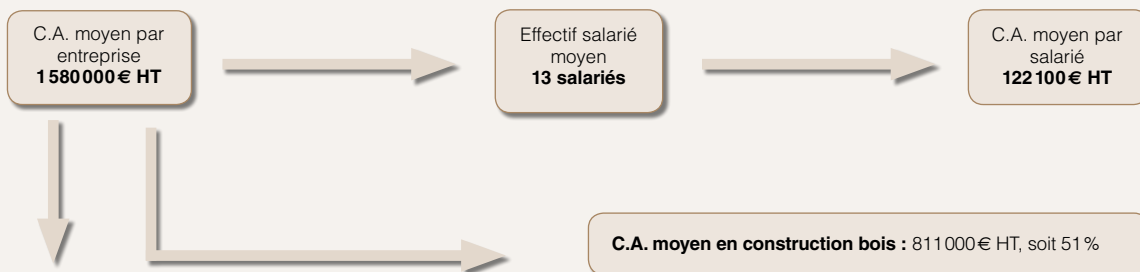 C.A. moyen par
entreprise
1 580 000 € HT
Effectif salarié
moyen
13 salariés
C.A. moyen par
salarié
122 100 € HT
C.A. moyen en construction bois : 811 000 € HT, soit 51 %